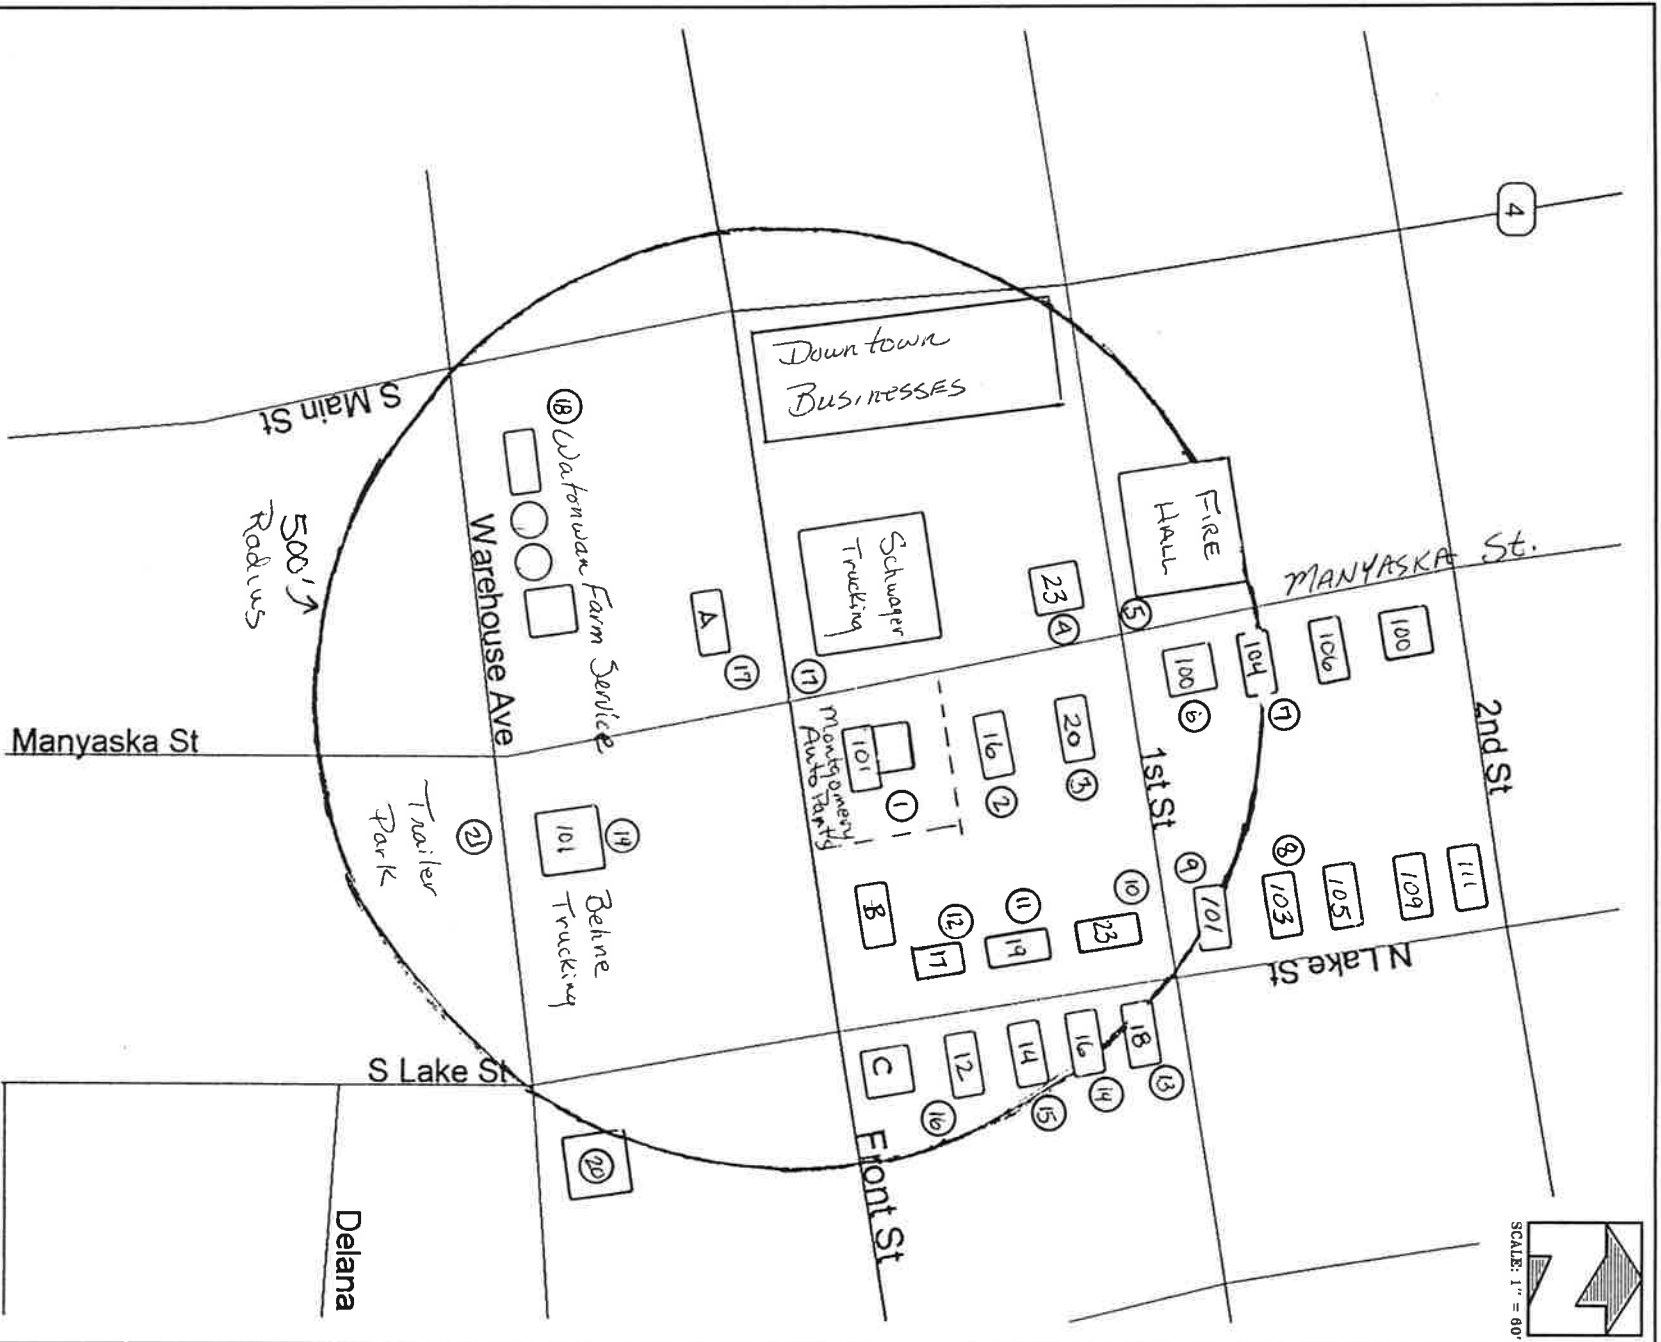 4
Downtown
Businesses
S Main St
500'
Radius
18
Watonwan Farm Service
Warehouse Ave
A
17
17
Schwager
Trucking
23
4
5
FIRE
HALL
MANYASKA St.
100
6
104
7
106
100
2nd St
1st St
Manyaska St
Montgomery
Auto Parts
101
1
16
2
20
3
Trailer
Park
21
101
19
Behne
Trucking
B
12
17
11
19
10
23
9
101
8
103
105
109
111
N Lake St
S Lake St
C
12
16
14
15
16
14
18
13
20
Front St
Delana
N
SCALE: 1" = 60'